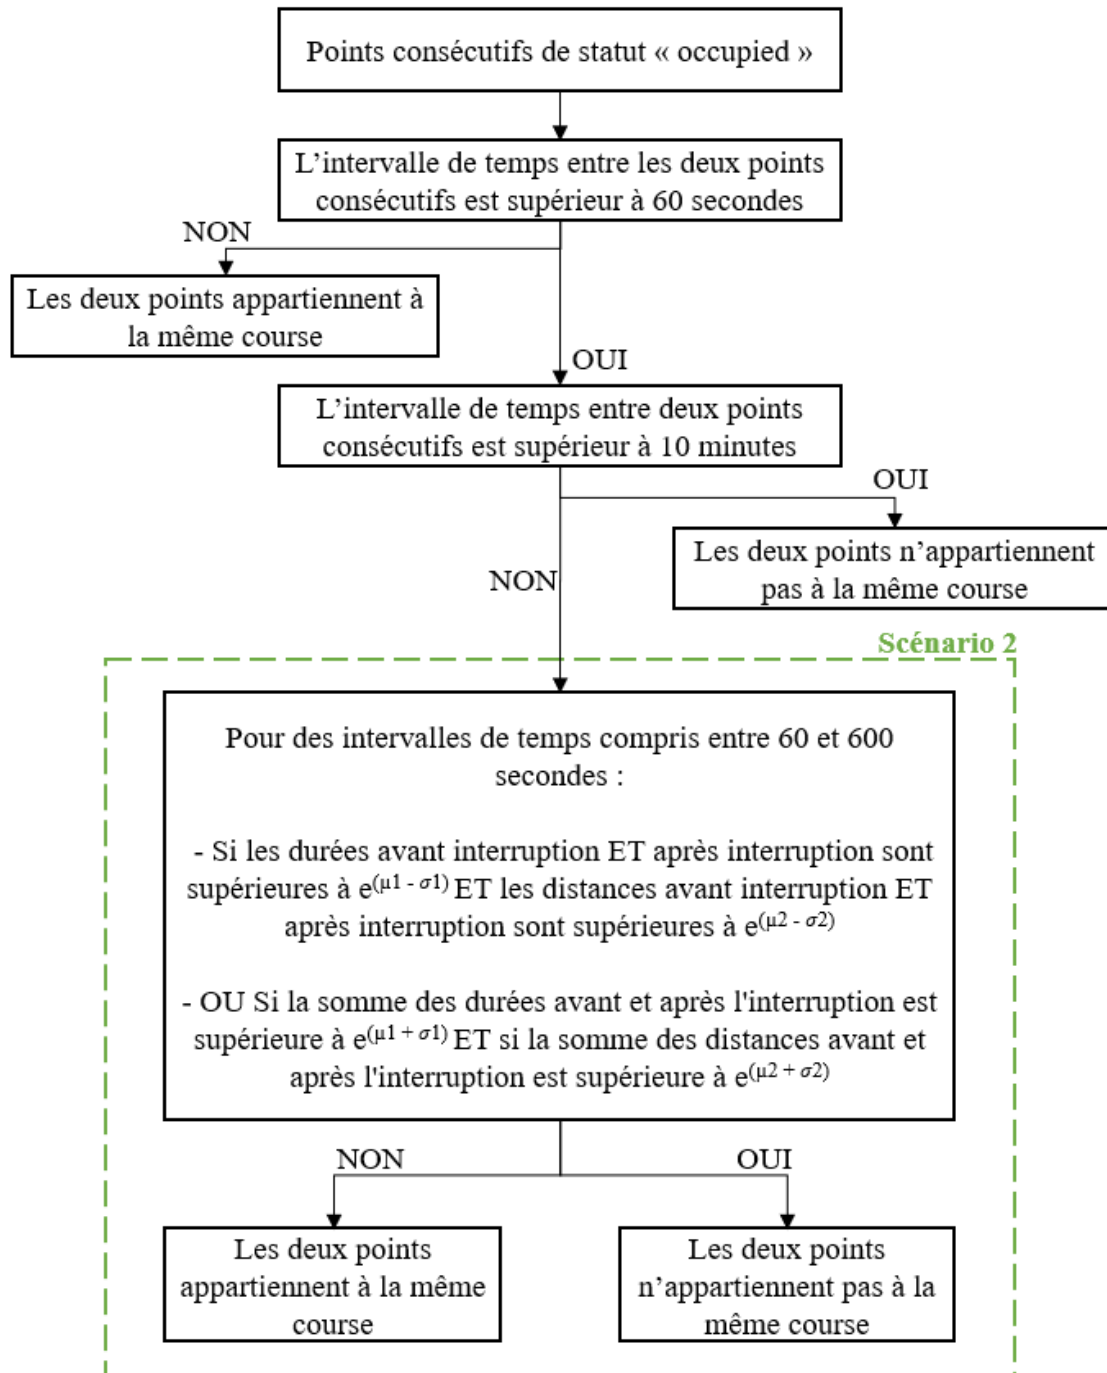 Points consécutifs de statut « occupied »
L’intervalle de temps entre les deux points
consécutifs est supérieur à 60 secondes
NON
Les deux points appartiennent à
la même course
OUI
L’intervalle de temps entre deux points
consécutifs est supérieur à 10 minutes
OUI
Les deux points n’appartiennent
pas à la même course
NON
Scénario 2
Pour des intervalles de temps compris entre 60 et 600
secondes :
- Si les durées avant interruption ET après interruption sont
supérieures à e(μ1 - σ1) ET les distances avant interruption ET
après interruption sont supérieures à e(μ2 - σ2)
- OU Si la somme des durées avant et après l'interruption est
supérieure à e(μ1 + σ1) ET si la somme des distances avant et
après l'interruption est supérieure à e(μ2 + σ2)
NON
OUI
Les deux points
appartiennent à la même
course
Les deux points
n’appartiennent pas à la
même course